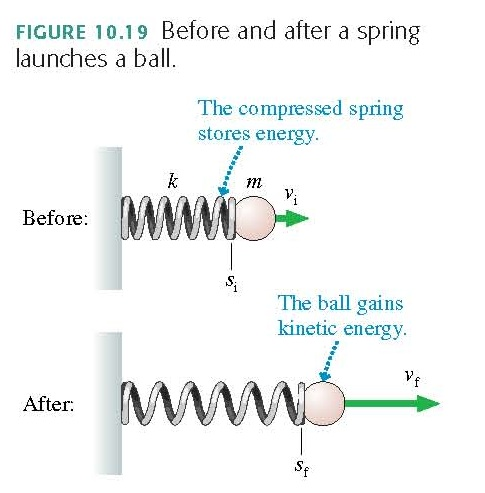 FIGURE 10.19 Before and after a spring
launches a ball.
The compressed spring
stores energy.
k
m
vi
Before:
si
The ball gains
kinetic energy.
vf
After:
sf